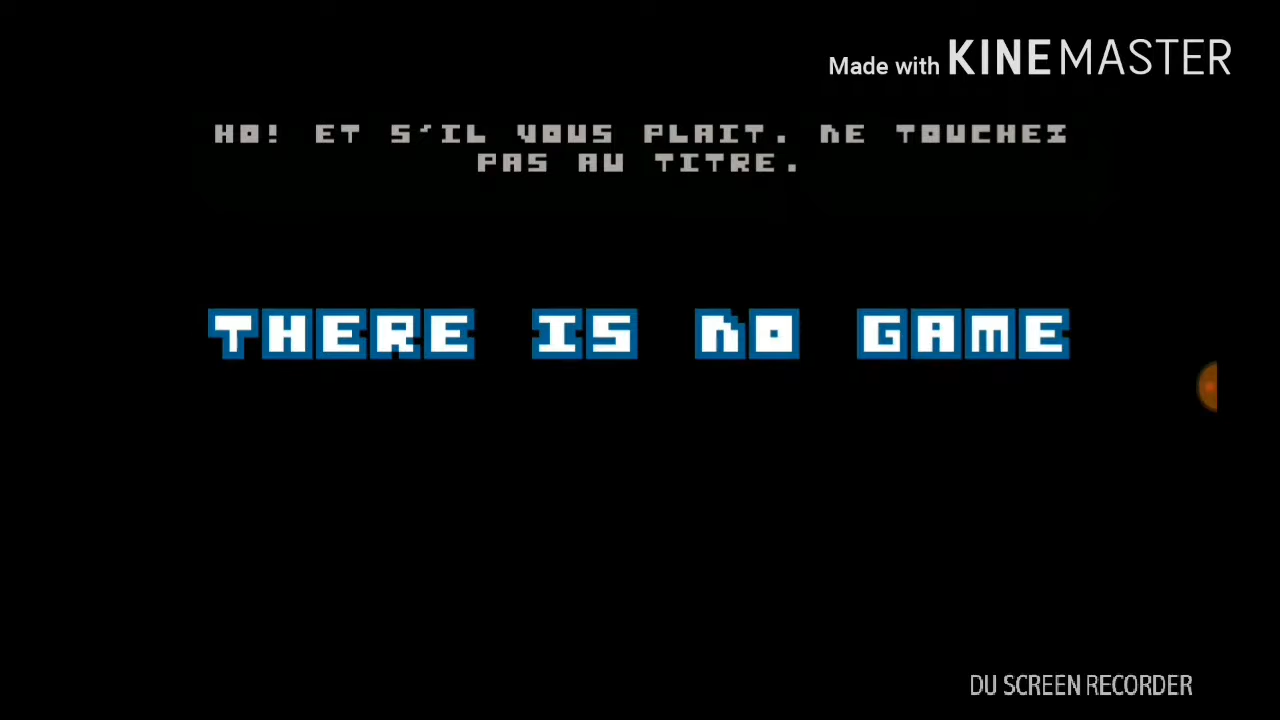 Made with KINEMASTER
HO! ET S'IL VOUS PLAIT. NE TOUCHEZ
PAS AU TITRE.
THERE IS NO GAME
DU SCREEN RECORDER